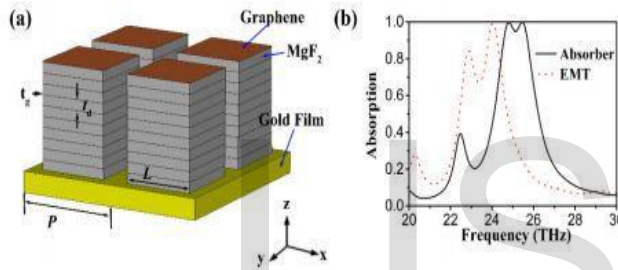 (a)
Graphene
MgF2
tg
td
Gold Film
L
P
z
y
x
(b)
1.0
0.8
0.6
0.4
0.2
0.0
Absorption
Absorber
EMT
20 22 24 26 28 30
Frequency (THz)